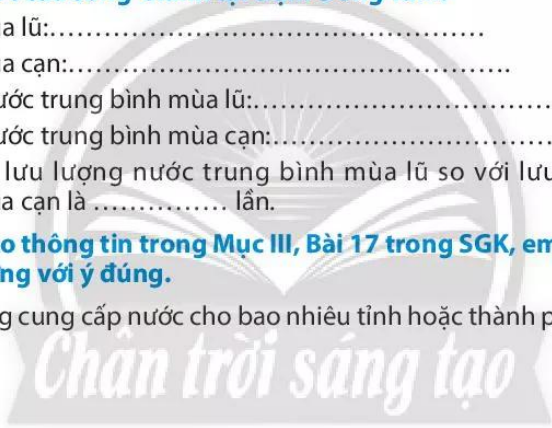 a lũ:......................................................
a cạn:......................................................
ước trung bình mùa lũ:..............................
ước trung bình mùa cạn:..............................
lưu lượng nước trung bình mùa lũ so với lưu
a cạn là .............. lần.
o thông tin trong Mục III, Bài 17 trong SGK, em
ng với ý đúng.
g cung cấp nước cho bao nhiêu tỉnh hoặc thành p
Chân trời sáng tạo